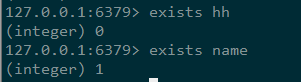 127.0.0.1:6379> exists hh
(integer) 0
127.0.0.1:6379> exists name
(integer) 1